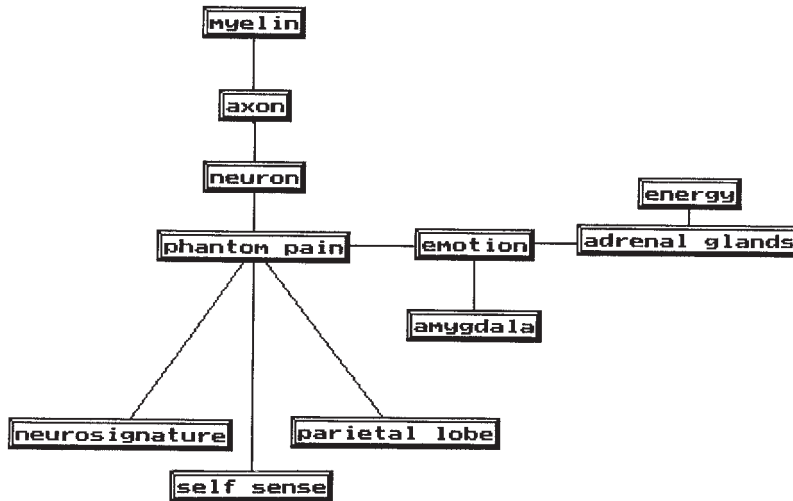 myelin
axon
neuron
energy
phantom pain
emotion
adrenal glands
amygdala
neurosignature
parietal lobe
self sense